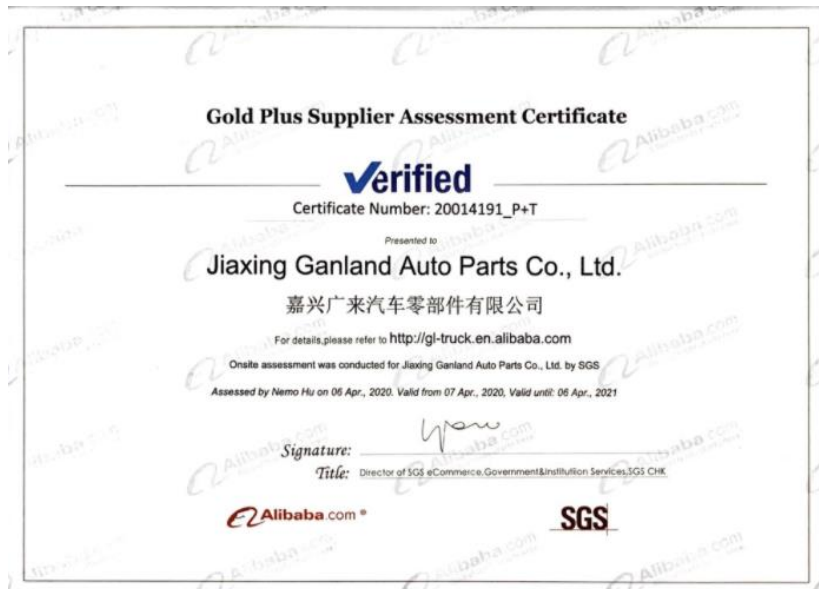 Gold Plus Supplier Assessment Certificate
Verified
Certificate Number: 20014191_P+T
Presented to
Jiaxing Ganland Auto Parts Co., Ltd.
嘉兴广来汽车零部件有限公司
For details,please refer to http://gl-truck.en.alibaba.com
Onsite assessment was conducted for Jiaxing Ganland Auto Parts Co., Ltd. by SGS
Assessed by Nemo Hu on 06 Apr., 2020. Valid from 07 Apr., 2020, Valid until: 06 Apr., 2021
Signature:
Title: Director of SGS eCommerce,Government&Institutiion Services,SGS CHK
Alibaba.com®
SGS